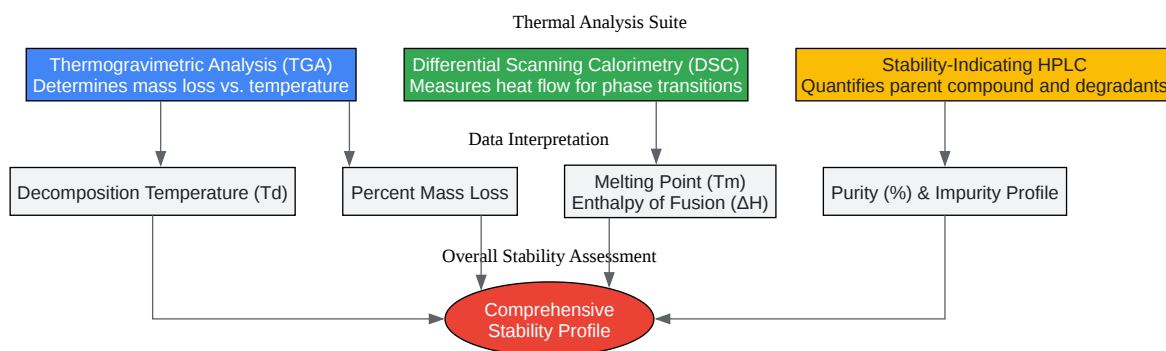 Thermal Analysis Suite
Thermogravimetric Analysis (TGA)
Determines mass loss vs. temperature
Differential Scanning Calorimetry (DSC)
Measures heat flow for phase transitions
Stability-Indicating HPLC
Quantifies parent compound and degradants
Data Interpretation
Decomposition Temperature (Td)
Percent Mass Loss
Melting Point (Tm)
Enthalpy of Fusion (ΔH)
Purity (%) & Impurity Profile
Overall Stability Assessment
Comprehensive
Stability Profile